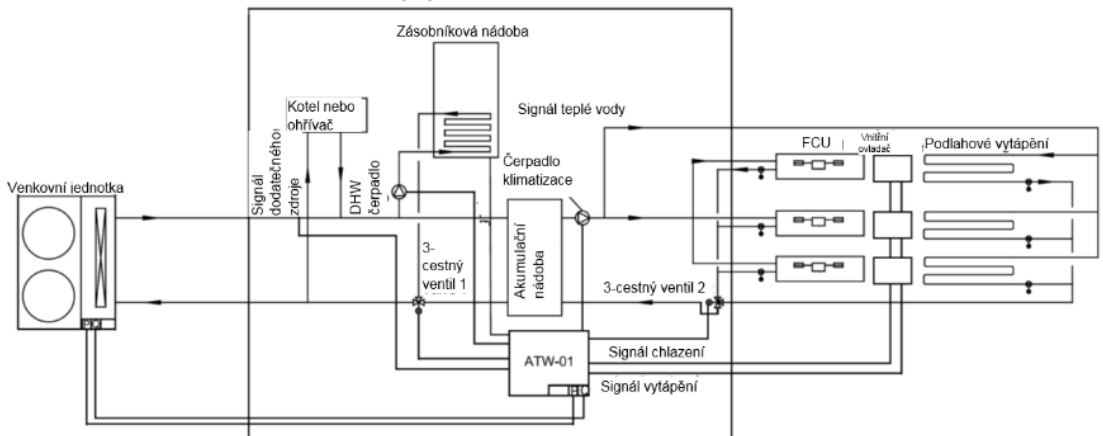 Zásobníková nádoba
Kotel nebo
ohřívač
Signál teplé vody
Signál
dodatečného
zdroje
DHW
čerpadlo
Čerpadlo
klimatizace
FCU
Vnitřní
ovladač
Podlahové vytápění
Venkovní jednotka
3-
cestný
ventil 1
Akumulační
nádoba
3-cestný ventil 2
ATW-01
Signál chlazení
Signál vytápění